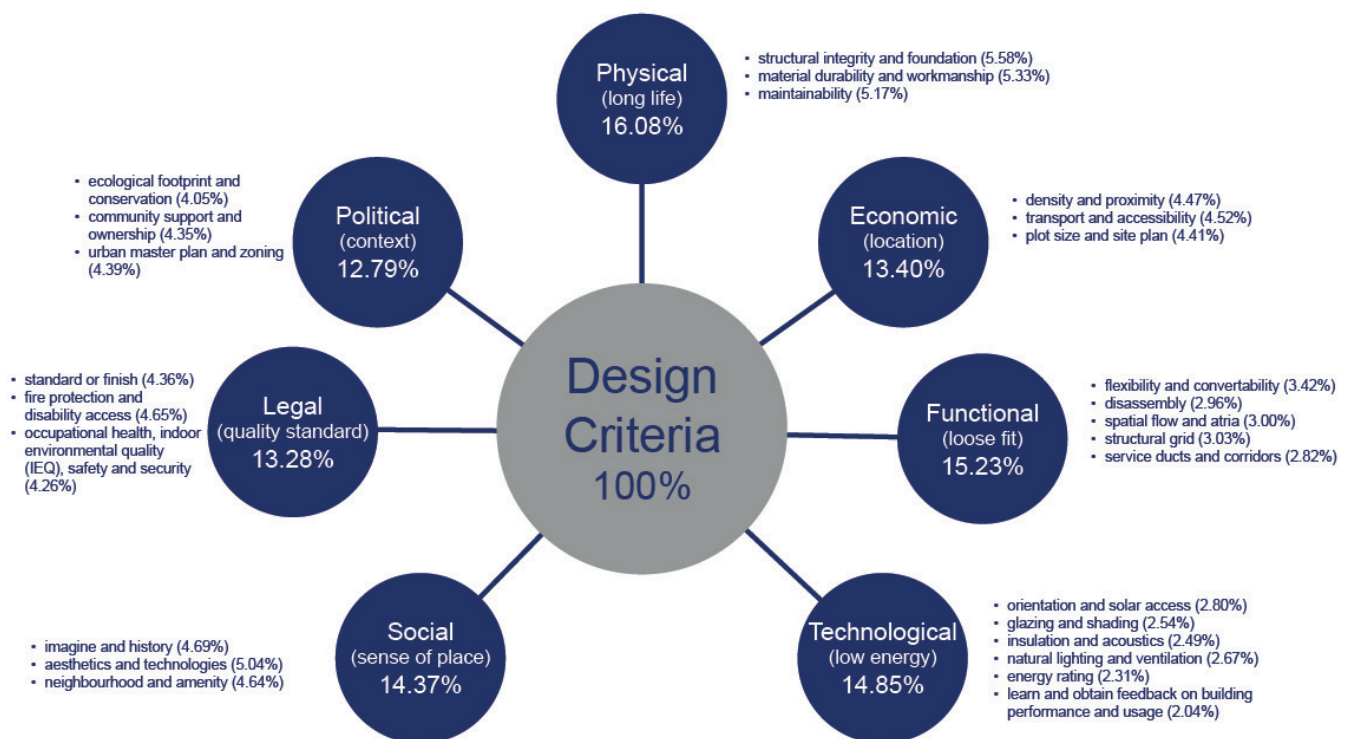 Physical
(long life)
16.08%
• structural integrity and foundation (5.58%)
• material durability and workmanship (5.33%)
• maintainability (5.17%)
Economic
(location)
13.40%
• density and proximity (4.47%)
• transport and accessibility (4.52%)
• plot size and site plan (4.41%)
Functional
(loose fit)
15.23%
• flexibility and convertability (3.42%)
• disassembly (2.96%)
• spatial flow and atria (3.00%)
• structural grid (3.03%)
• service ducts and corridors (2.82%)
Technological
(low energy)
14.85%
• orientation and solar access (2.80%)
• glazing and shading (2.54%)
• insulation and acoustics (2.49%)
• natural lighting and ventilation (2.67%)
• energy rating (2.31%)
• learn and obtain feedback on building
performance and usage (2.04%)
Social
(sense of place)
14.37%
• imagine and history (4.69%)
• aesthetics and technologies (5.04%)
• neighbourhood and amenity (4.64%)
Legal
(quality standard)
13.28%
• standard or finish (4.36%)
• fire protection and
disability access (4.65%)
• occupational health, indoor
environmental quality
(IEQ), safety and security
(4.26%)
Political
(context)
12.79%
• ecological footprint and
conservation (4.05%)
• community support and
ownership (4.35%)
• urban master plan and zoning
(4.39%)
Design
Criteria
100%